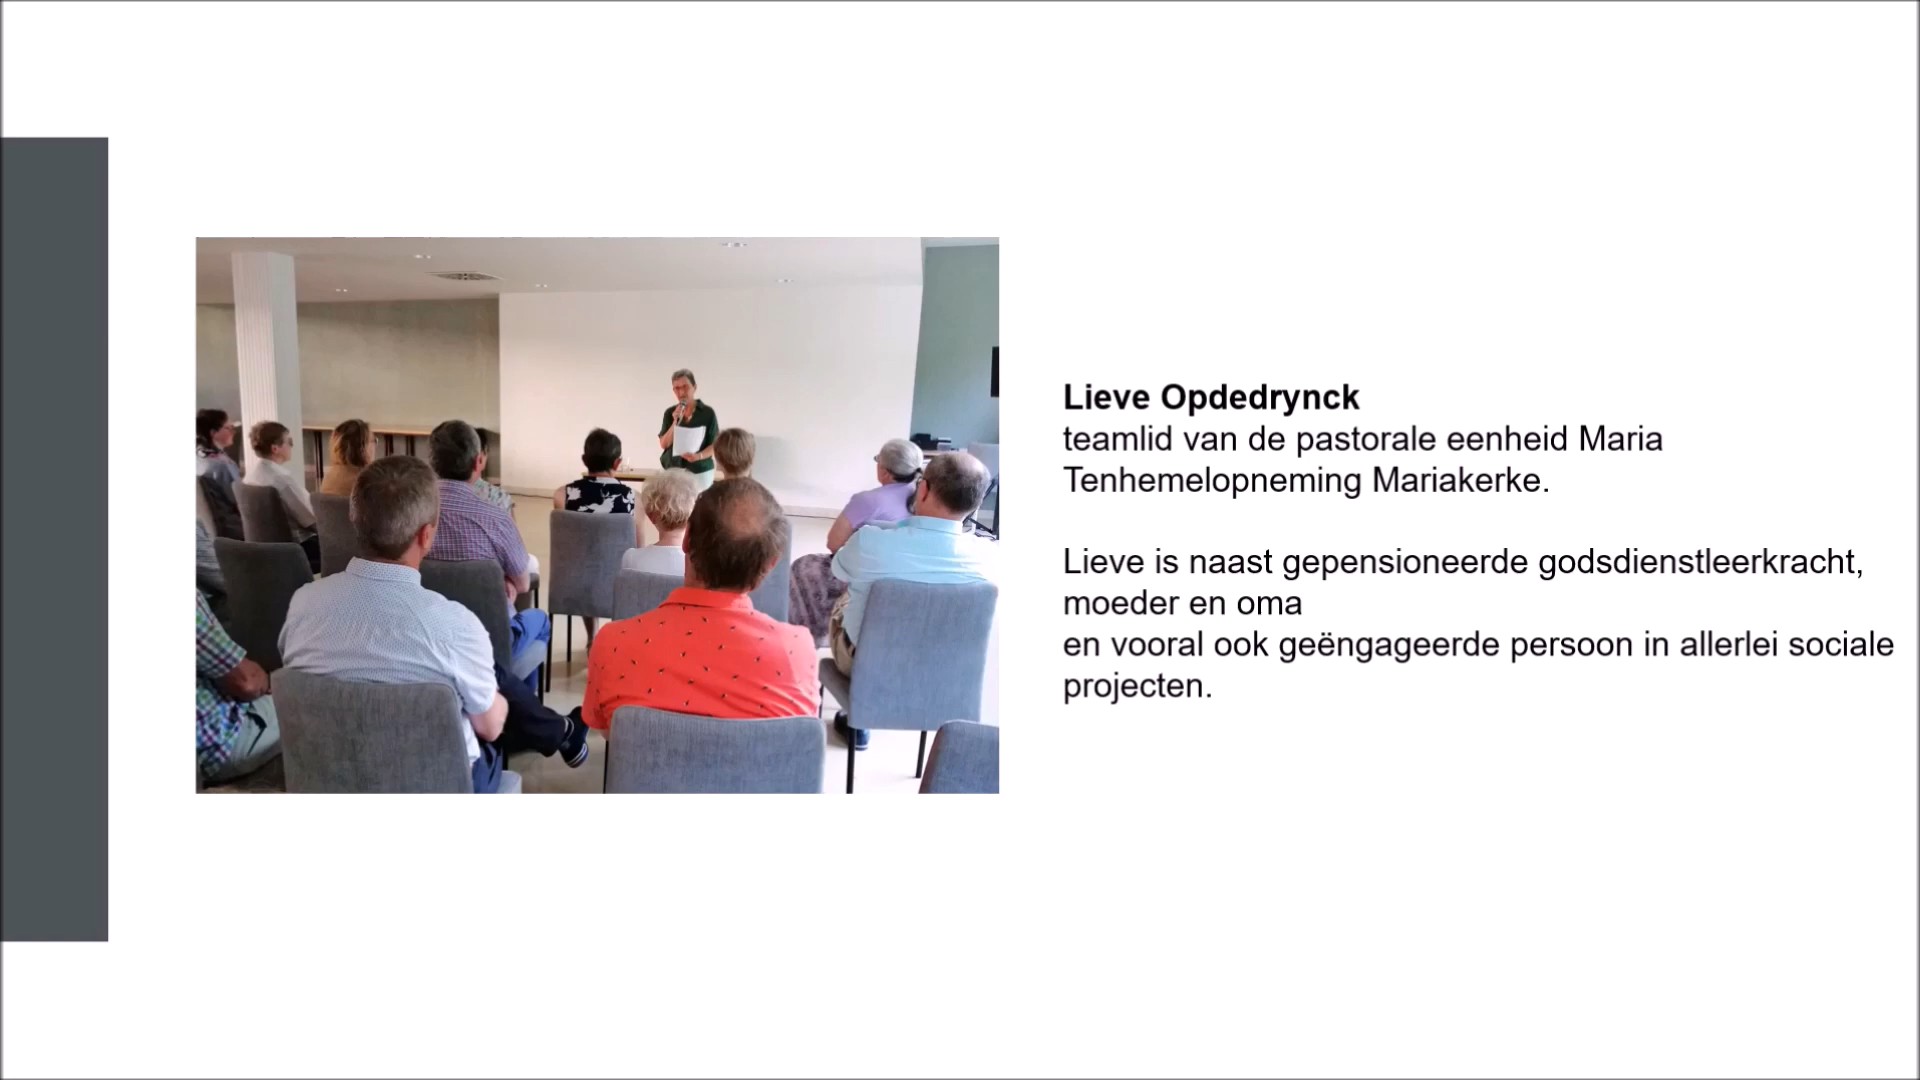 Lieve Opdedrynck
teamlid van de pastorale eenheid Maria
Tenhemelopneming Mariakerke.
Lieve is naast gepensioneerde godsdienstleerkracht,
moeder en oma
en vooral ook geëngageerde persoon in allerlei sociale
projecten.